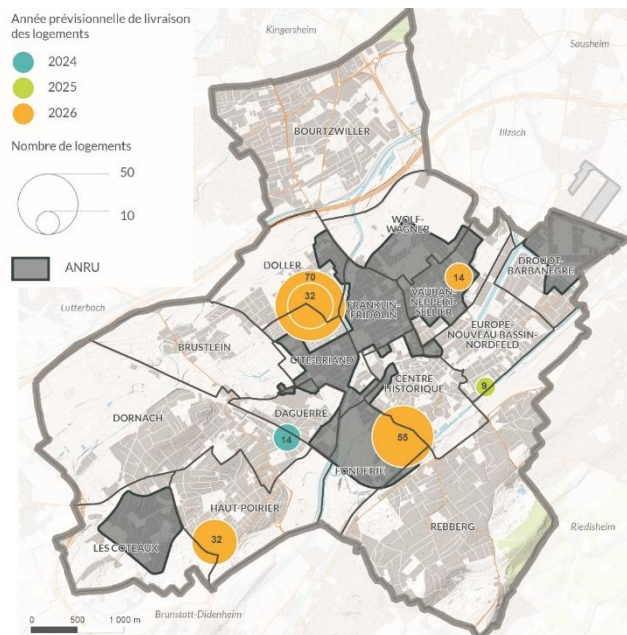 Année prévisionnelle de livraison
des logements
2024
2025
2026
Nombre de logements
50
10
ANRU
Kingersheim
Sausheim
Illzach
Lutterbach
Riedisheim
Brunstatt-Didenheim
BOURTZWILLER
WOLF-
WAGNER
DOLLER
70
32
FRANKLIN-
FRIDOLIN
14
VAUBAN-
NEPPERT-
SELLIER
DROUOT-
BARBANEGRE
EUROPE-
NOUVEAU BASSIN-
NORDFELD
BRUSTLEIN
CITE-BRIAND
CENTRE
HISTORIQUE
9
DORNACH
DAGUERRE
14
55
FONDERIE
HAUT-POIRIER
REBBERG
LES COTEAUX
32
0 500 1 000 m